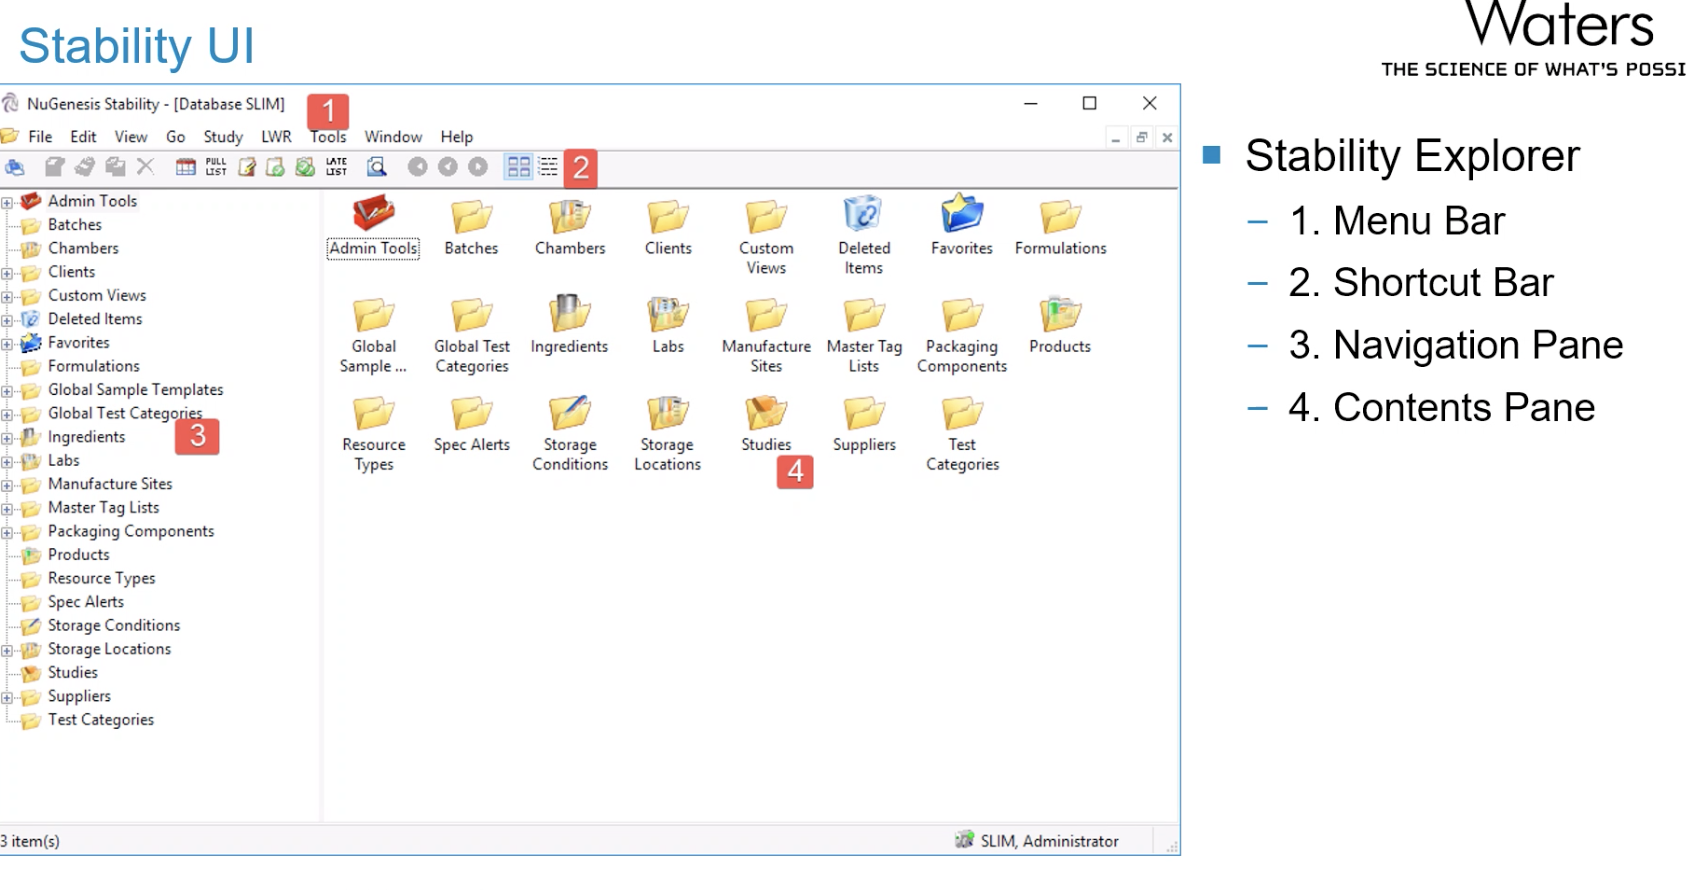 Stability UI
Waters
THE SCIENCE OF WHAT'S POSSI
NuGenesis Stability - [Database SLIM]
1
File Edit View Go Study LWR Tools Window Help
PULL LIST
LATE LIST
2
Admin Tools
Batches
Chambers
Clients
Custom Views
Deleted Items
Favorites
Formulations
Global Sample Templates
Global Test Categories
Ingredients
3
Labs
Manufacture Sites
Master Tag Lists
Packaging Components
Products
Resource Types
Spec Alerts
Storage Conditions
Storage Locations
Studies
Suppliers
Test Categories
Admin Tools
Batches
Chambers
Clients
Custom
Views
Deleted
Items
Favorites
Formulations
Global
Sample ...
Global Test
Categories
Ingredients
Labs
Manufacture
Sites
Master Tag
Lists
Packaging
Components
Products
Resource
Types
Spec Alerts
Storage
Conditions
Storage
Locations
Studies
4
Suppliers
Test
Categories
3 item(s)
SLIM, Administrator
Stability Explorer
– 1. Menu Bar
– 2. Shortcut Bar
– 3. Navigation Pane
– 4. Contents Pane